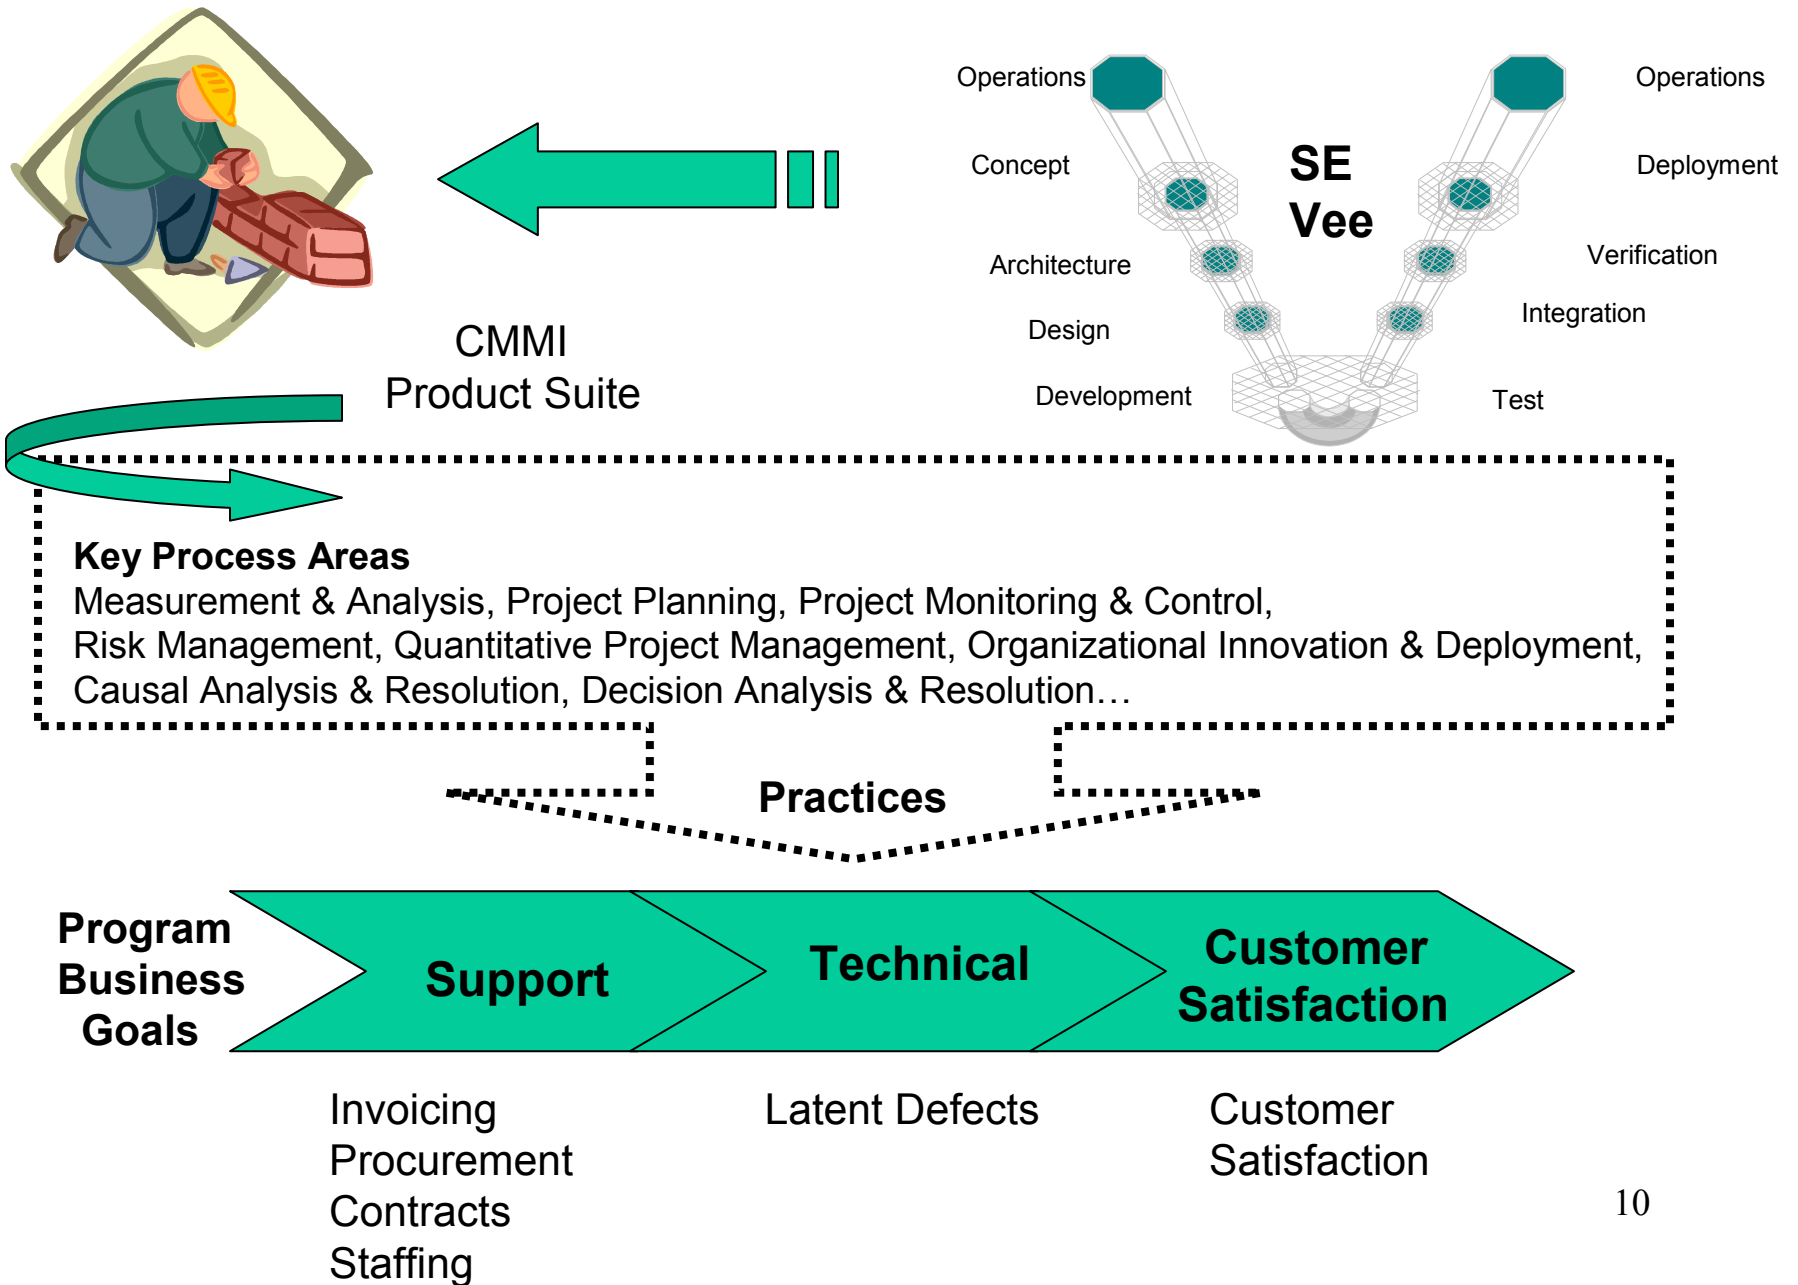 Operations
Operations
Concept
SE
Vee
Deployment
Architecture
Verification
Design
Integration
Development
Test
CMMI
Product Suite
Key Process Areas
Measurement & Analysis, Project Planning, Project Monitoring & Control,
Risk Management, Quantitative Project Management, Organizational Innovation & Deployment,
Causal Analysis & Resolution, Decision Analysis & Resolution…
Practices
Program
Business
Goals
Support
Technical
Customer
Satisfaction
Invoicing
Procurement
Contracts
Staffing
Latent Defects
Customer
Satisfaction
10